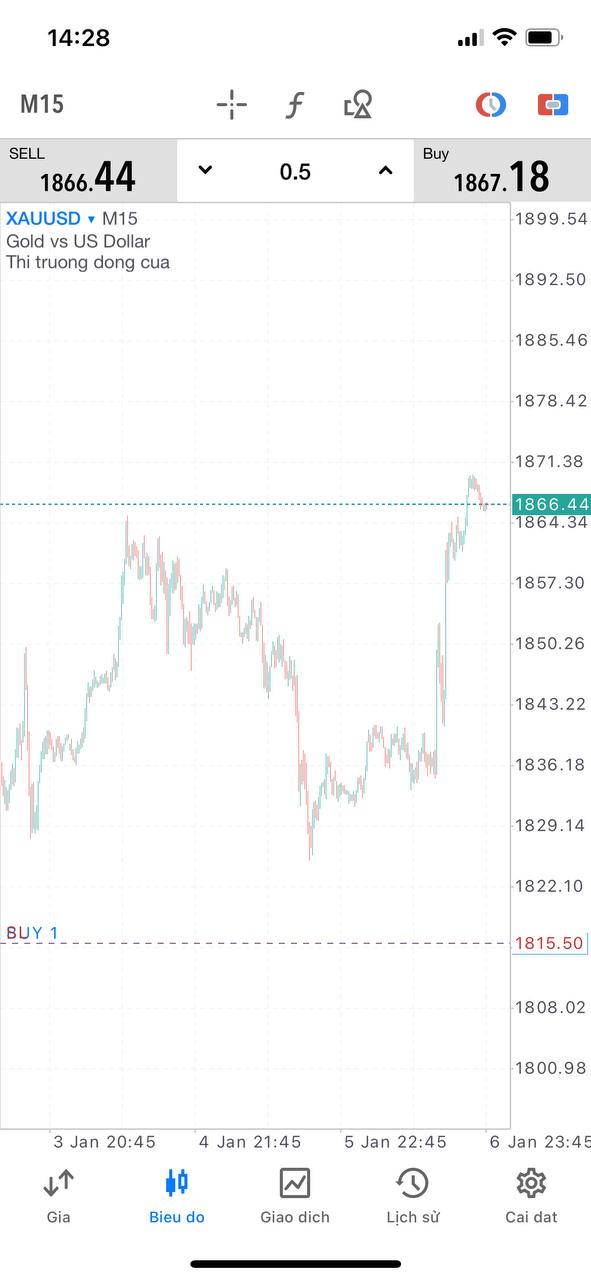 14:28
M15
f
SELL
1866.44
0.5
Buy
1867.18
XAUUSD ▾ M15
Gold vs US Dollar
Thi truong dong cua
1899.54
1892.50
1885.46
1878.42
1871.38
1866.44
1864.34
1857.30
1850.26
1843.22
1836.18
1829.14
1822.10
BUY 1
1815.50
1808.02
1800.98
3 Jan 20:45
4 Jan 21:45
5 Jan 22:45
6 Jan 23:45
Gia
Bieu do
Giao dich
Lịch sử
Cai dat